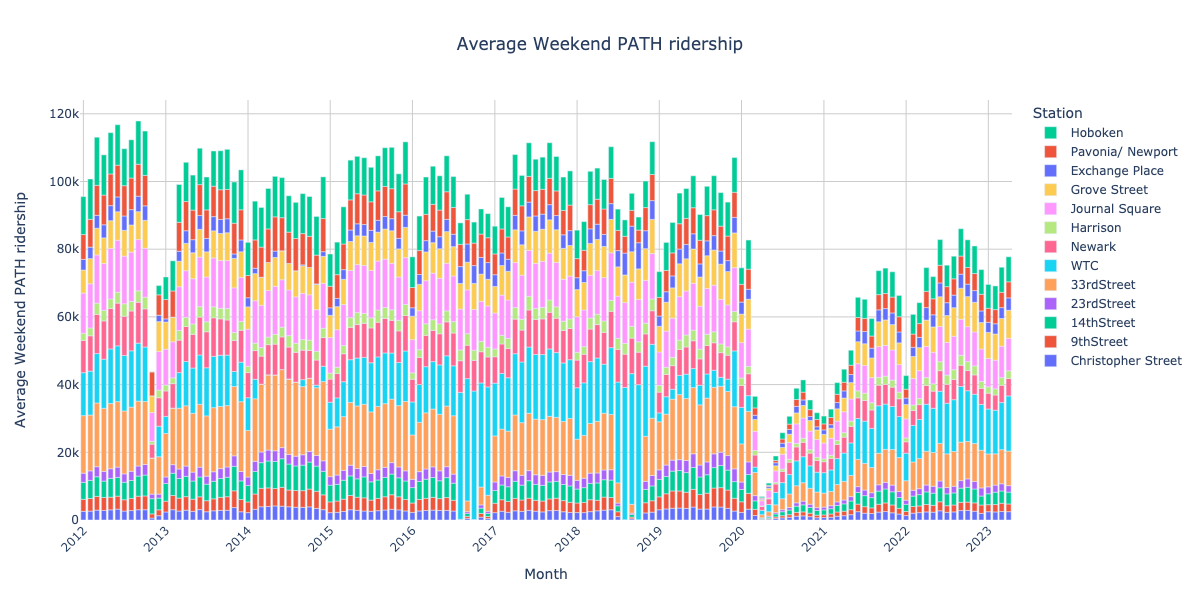 Average Weekend PATH ridership
Average Weekend PATH ridership
120k
100k
80k
60k
40k
20k
0
2012
2013
2014
2015
2016
2017
2018
2019
2020
2021
2022
2023
Month
Station
Hoboken
Pavonia/ Newport
Exchange Place
Grove Street
Journal Square
Harrison
Newark
WTC
33rdStreet
23rdStreet
14thStreet
9thStreet
Christopher Street